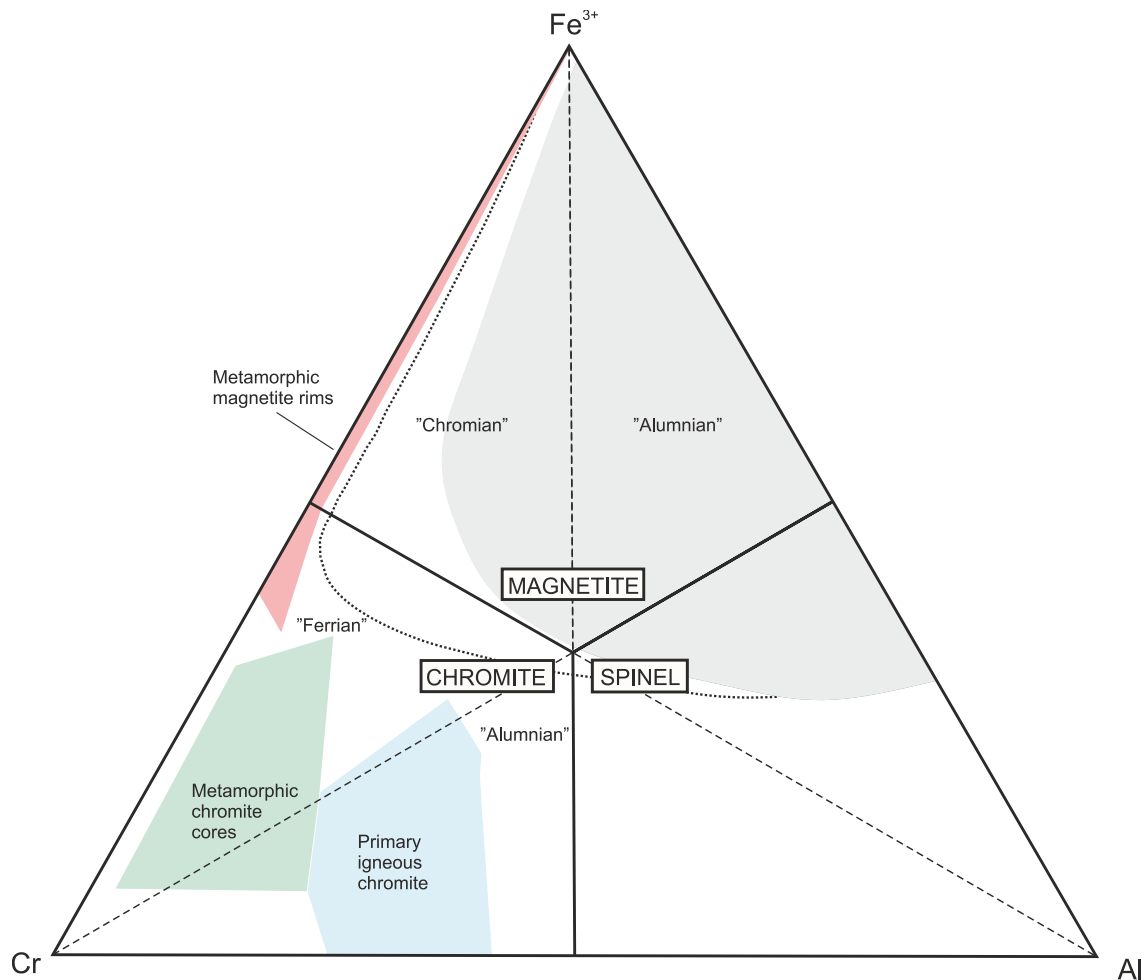 Fe3+
Metamorphic
magnetite rims
"Chromian"
"Alumnian"
MAGNETITE
"Ferrian"
CHROMITE
SPINEL
"Alumnian"
Metamorphic
chromite
cores
Primary
igneous
chromite
Cr
Al